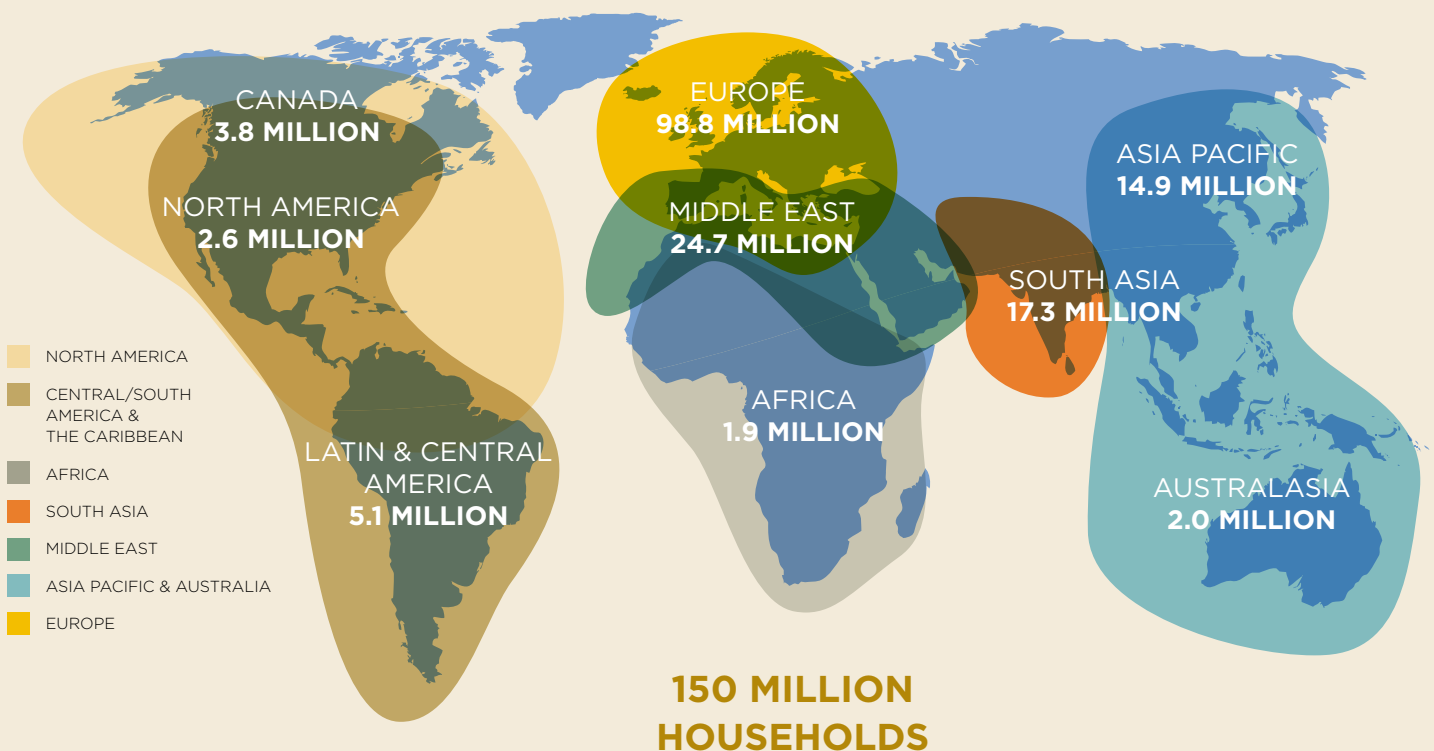 CANADA
3.8 MILLION
NORTH AMERICA
2.6 MILLION
EUROPE
98.8 MILLION
MIDDLE EAST
24.7 MILLION
ASIA PACIFIC
14.9 MILLION
SOUTH ASIA
17.3 MILLION
AFRICA
1.9 MILLION
LATIN & CENTRAL
AMERICA
5.1 MILLION
AUSTRALASIA
2.0 MILLION
NORTH AMERICA
CENTRAL/SOUTH
AMERICA &
THE CARIBBEAN
AFRICA
SOUTH ASIA
MIDDLE EAST
ASIA PACIFIC & AUSTRALIA
EUROPE
150 MILLION
HOUSEHOLDS